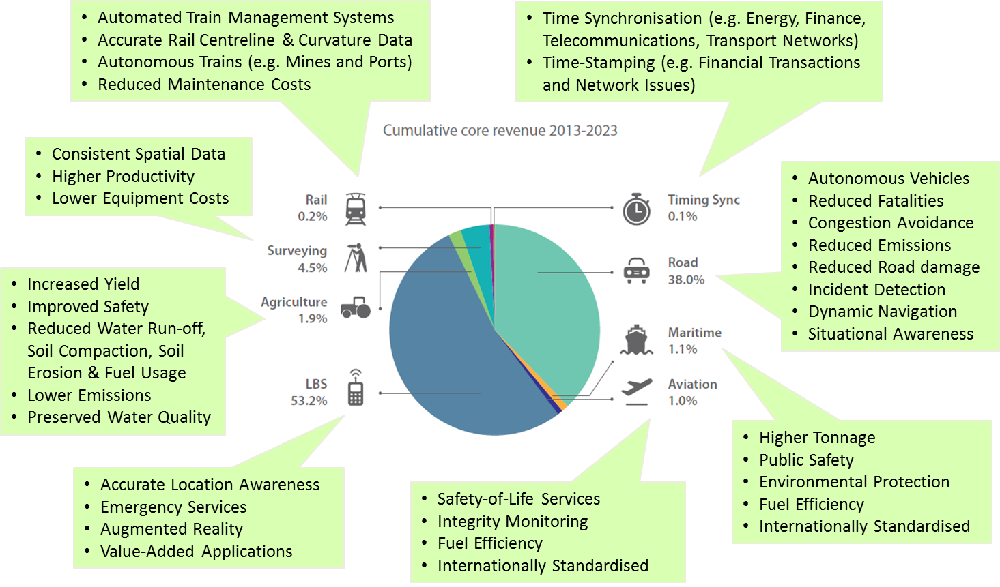 • Automated Train Management Systems
• Accurate Rail Centreline & Curvature Data
• Autonomous Trains (e.g. Mines and Ports)
• Reduced Maintenance Costs
• Time Synchronisation (e.g. Energy, Finance,
Telecommunications, Transport Networks)
• Time-Stamping (e.g. Financial Transactions
and Network Issues)
Cumulative core revenue 2013-2023
• Consistent Spatial Data
• Higher Productivity
• Lower Equipment Costs
Rail
0.2%
Surveying
4.5%
Agriculture
1.9%
LBS
53.2%
Timing Sync
0.1%
Road
38.0%
Maritime
1.1%
Aviation
1.0%
• Autonomous Vehicles
• Reduced Fatalities
• Congestion Avoidance
• Reduced Emissions
• Reduced Road damage
• Incident Detection
• Dynamic Navigation
• Situational Awareness
• Increased Yield
• Improved Safety
• Reduced Water Run-off,
Soil Compaction, Soil
Erosion & Fuel Usage
• Lower Emissions
• Preserved Water Quality
• Accurate Location Awareness
• Emergency Services
• Augmented Reality
• Value-Added Applications
• Safety-of-Life Services
• Integrity Monitoring
• Fuel Efficiency
• Internationally Standardised
• Higher Tonnage
• Public Safety
• Environmental Protection
• Fuel Efficiency
• Internationally Standardised